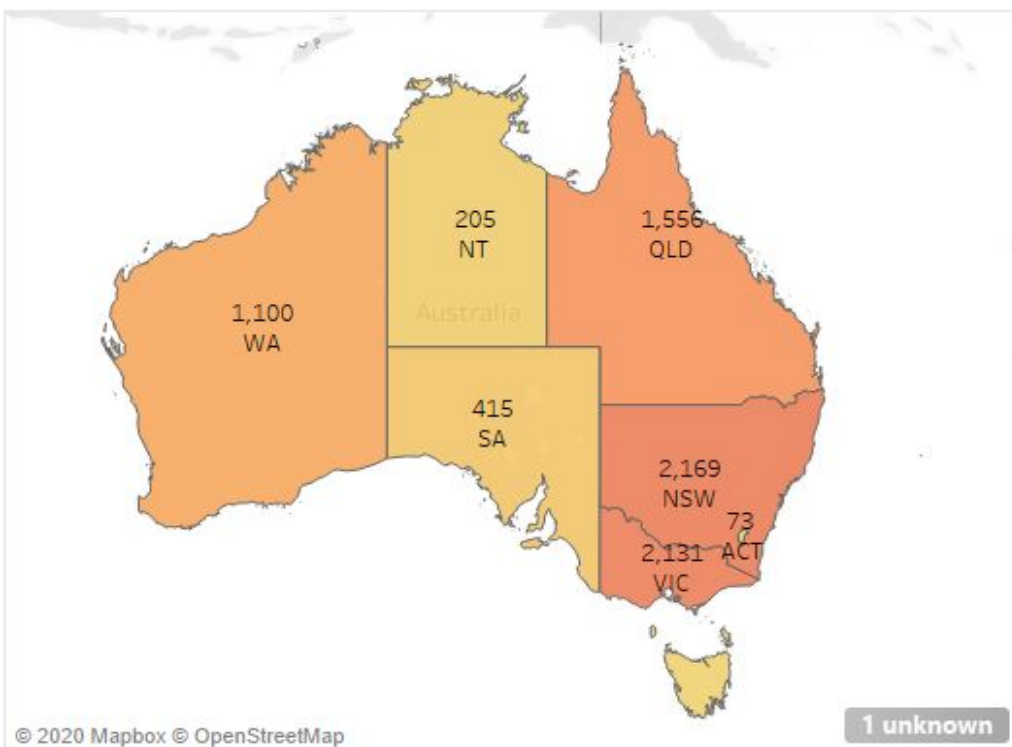 205
NT
1,556
QLD
Australia
1,100
WA
415
SA
2,169
NSW
73
ACT
2,131
VIC
© 2020 Mapbox © OpenStreetMap
1 unknown